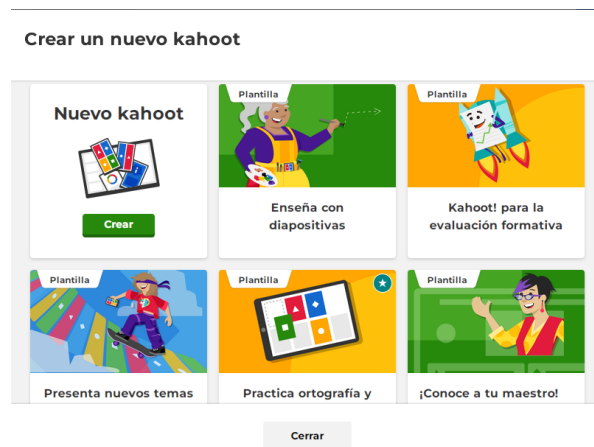 Crear un nuevo kahoot
Nuevo kahoot
Crear
Plantilla
Enseña con
diapositivas
Plantilla
Kahoot! para la
evaluación formativa
Plantilla
Presenta nuevos temas
Plantilla
Practica ortografía y
Plantilla
¡Conoce a tu maestro!
Cerrar